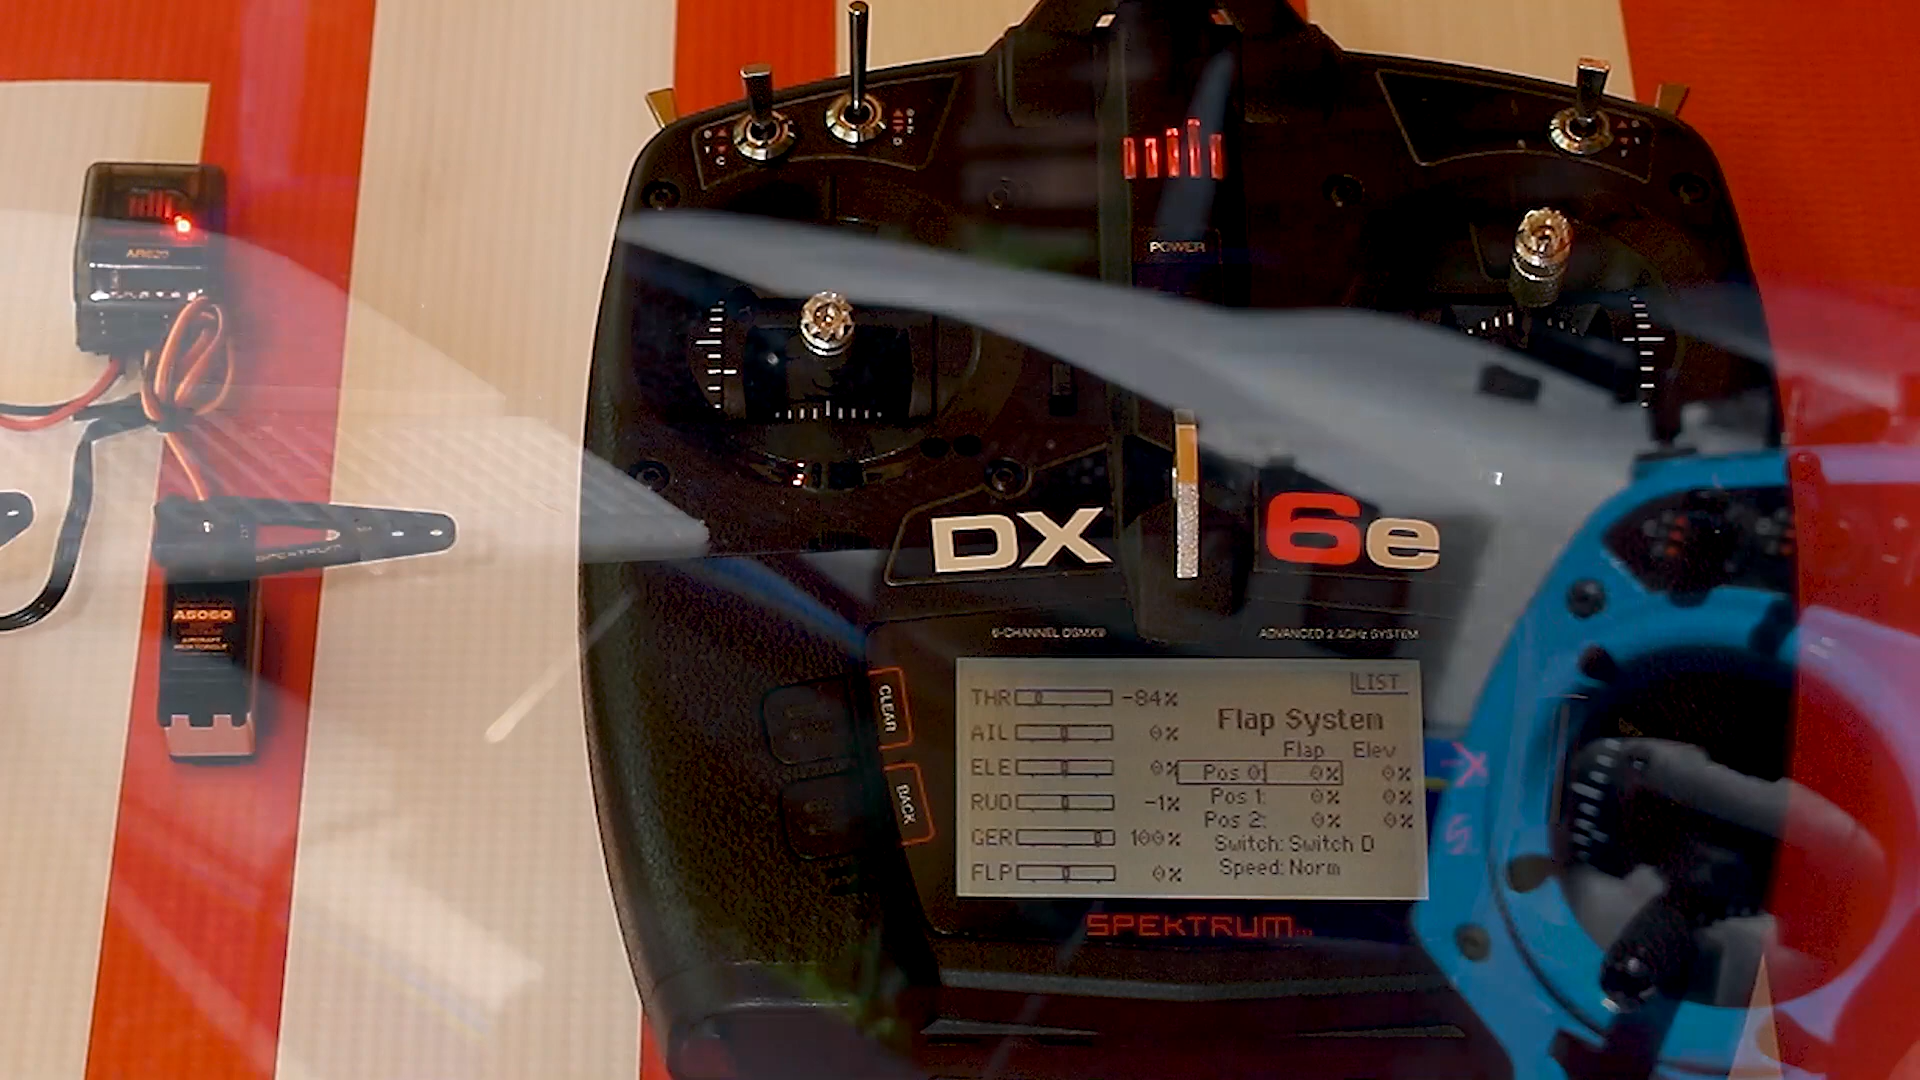 POWER
AR620
DX 6e
SPEKTRUM
A5060
6-CHANNEL DSMX®
ADVANCED 2.4GHz SYSTEM
CLEAR
BACK
LIST
THR -84%
AIL 0%
ELE 0%
RUD -1%
GER 100%
FLP 0%
Flap System
Flap Elev
Pos 0: 0% 0%
Pos 1: 0% 0%
Pos 2: 0% 0%
Switch: Switch D
Speed: Norm
SPEKTRUM